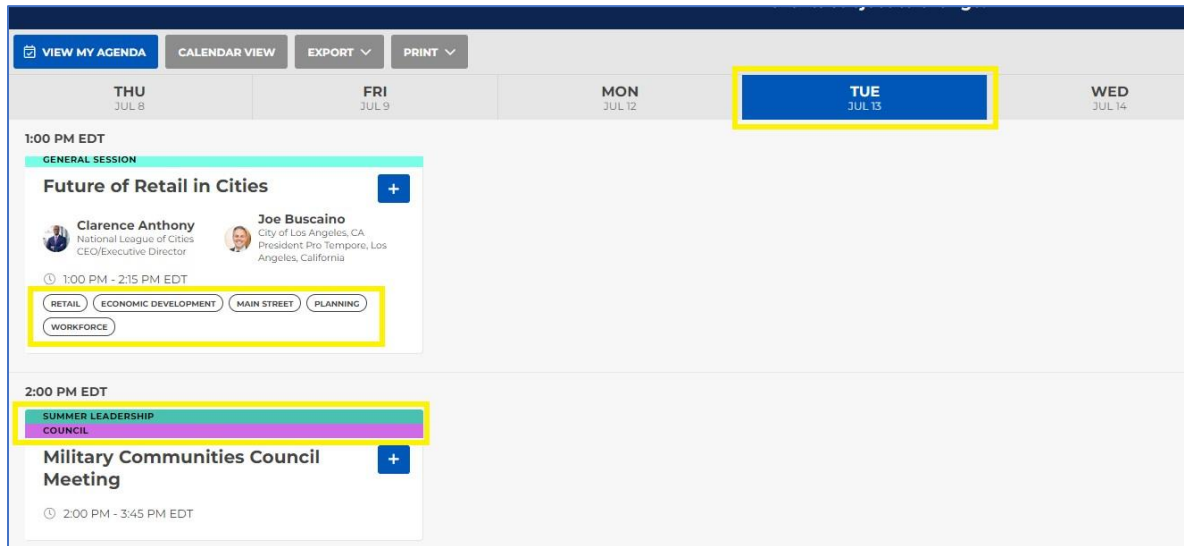 VIEW MY AGENDA CALENDAR VIEW EXPORT PRINT
THU FRI MON TUE WED
JUL 8 JUL 9 JUL 12 JUL 13 JUL 14
1:00 PM EDT
GENERAL SESSION
Future of Retail in Cities
+
Clarence Anthony
National League of Cities
CEO/Executive Director
Joe Buscaino
City of Los Angeles, CA
President Pro Tempore, Los
Angeles, California
1:00 PM - 2:15 PM EDT
RETAIL ECONOMIC DEVELOPMENT MAIN STREET PLANNING
WORKFORCE
2:00 PM EDT
SUMMER LEADERSHIP
COUNCIL
Military Communities Council
Meeting
+
2:00 PM - 3:45 PM EDT